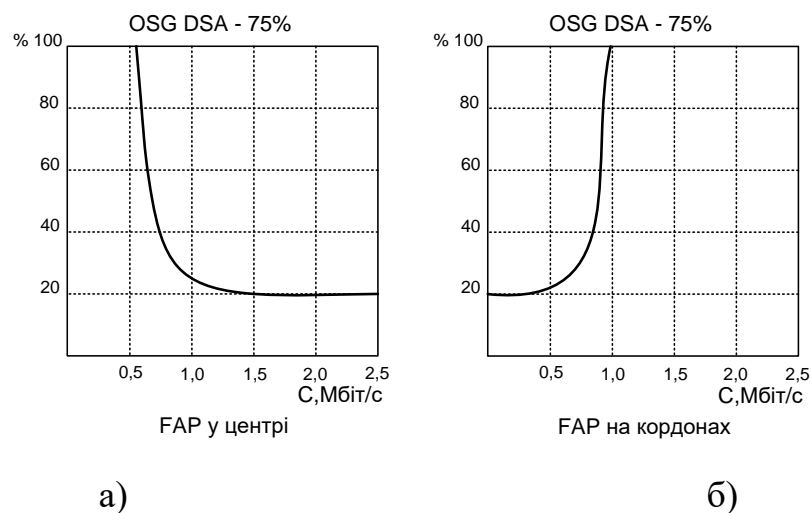 OSG DSA - 75%
% 100
80
60
40
20
0,5 1,0 1,5 2,0 2,5
С,Мбіт/с
FAP у центрі
а)
OSG DSA - 75%
% 100
80
60
40
20
0,5 1,0 1,5 2,0 2,5
С,Мбіт/с
FAP на кордонах
б)